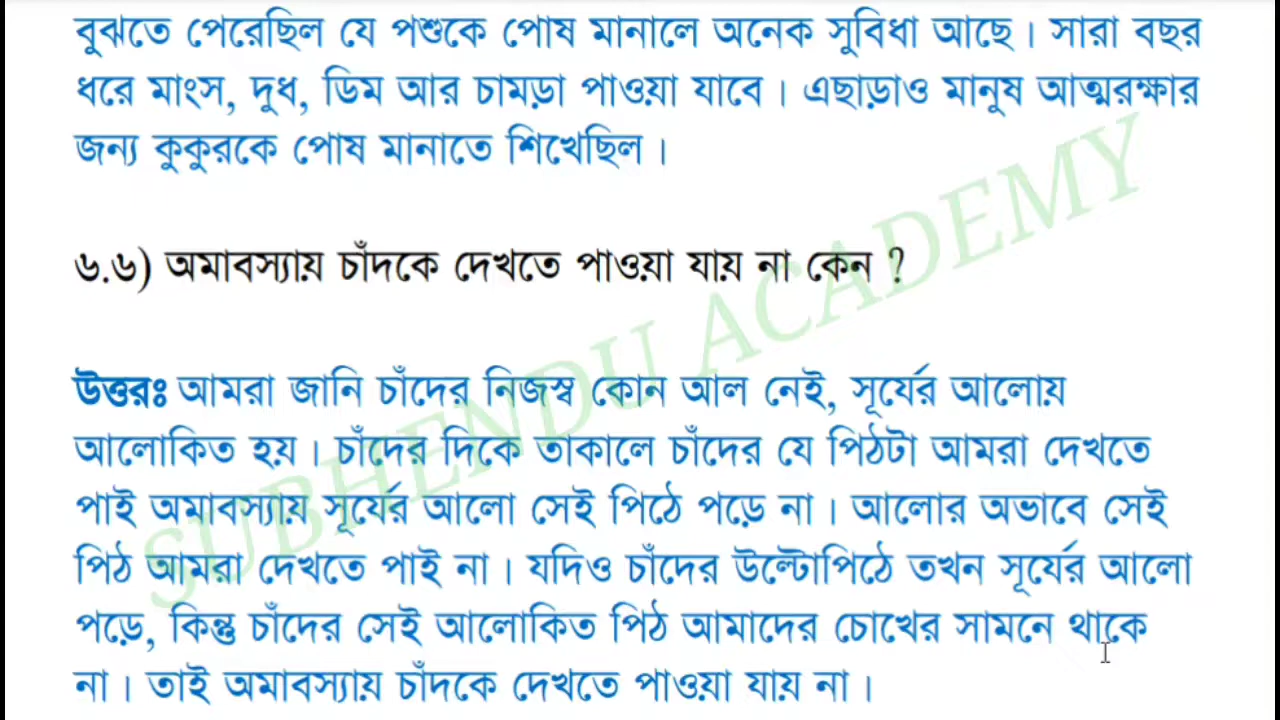 বুঝতে পেরেছিল যে পশুকে পোষ মানালে অনেক সুবিধা আছে। সারা বছর
ধরে মাংস, দুধ, ডিম আর চামড়া পাওয়া যাবে। এছাড়াও মানুষ আত্মরক্ষার
জন্য কুকুরকে পোষ মানাতে শিখেছিল।
৬.৬) অমাবস্যায় চাঁদকে দেখতে পাওয়া যায় না কেন ?
উত্তরঃ আমরা জানি চাঁদের নিজস্ব কোন আল নেই, সূর্যের আলোয়
আলোকিত হয়। চাঁদের দিকে তাকালে চাঁদের যে পিঠটা আমরা দেখতে
পাই অমাবস্যায় সূর্যের আলো সেই পিঠে পড়ে না। আলোর অভাবে সেই
পিঠ আমরা দেখতে পাই না। যদিও চাঁদের উল্টোপিঠে তখন সূর্যের আলো
পড়ে, কিন্তু চাঁদের সেই আলোকিত পিঠ আমাদের চোখের সামনে থাকে
না। তাই অমাবস্যায় চাঁদকে দেখতে পাওয়া যায় না।
SUBHENDU ACADEMY